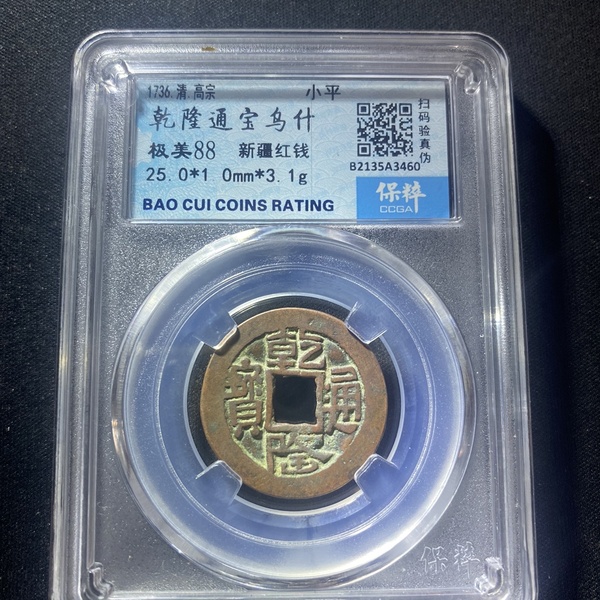 1736.清.高宗 小平
乾隆通宝乌什
极美88 新疆红钱
25.0*1 0mm*3.1g
BAO CUI COINS RATING
扫码验真伪
B2135A3460
保粹
CCGA
乾隆通寳
保粹